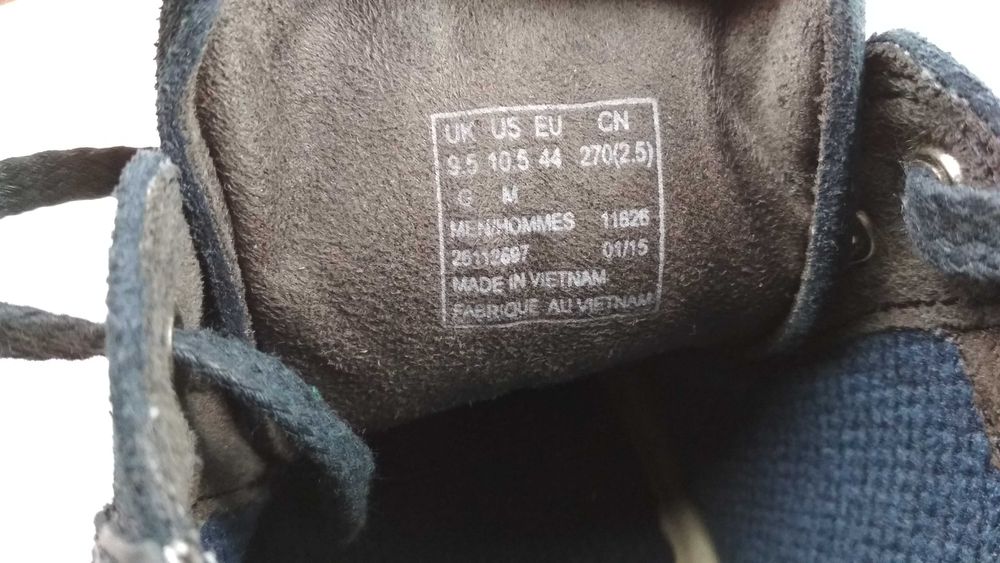 UK US EU CN
9.5 10.5 44 270(2.5)
G M
MEN/HOMMES 11826
26112697 01/15
MADE IN VIETNAM
FABRIQUE AU VIETNAM